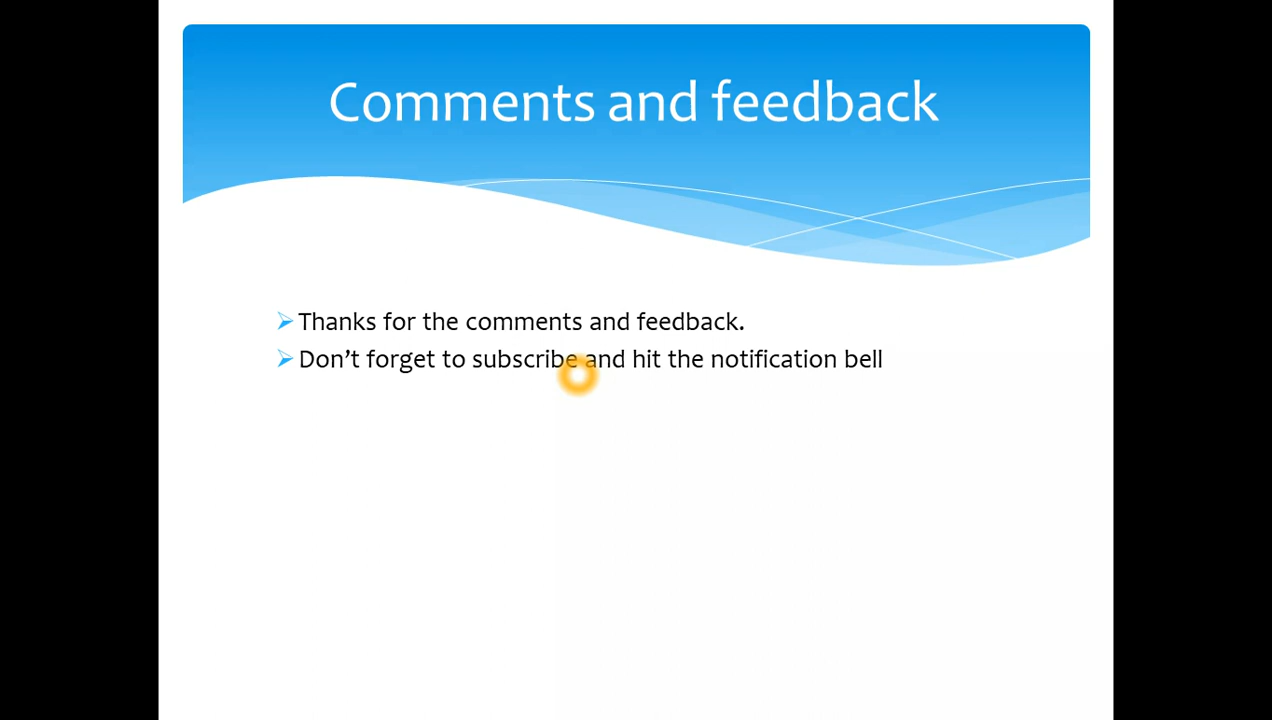 Comments and feedback
Thanks for the comments and feedback.
Don’t forget to subscribe and hit the notification bell